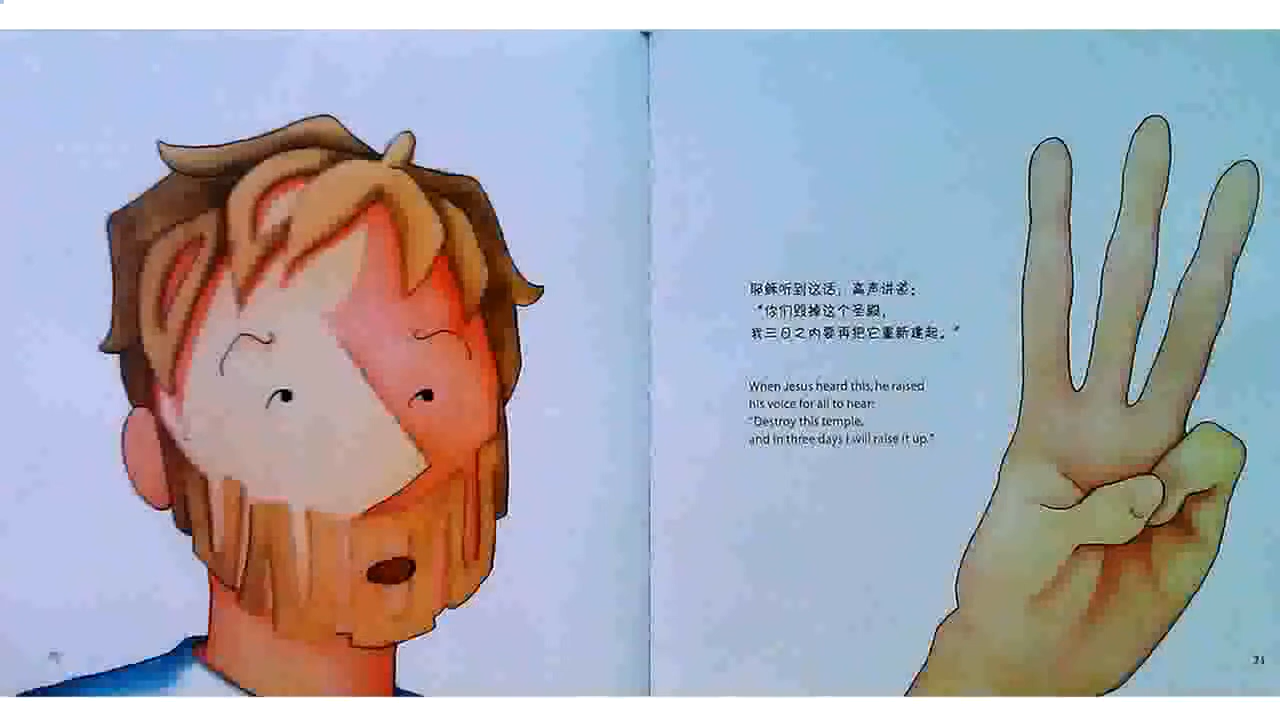 耶稣听到这话，高声讲道：
“你们毁掉这个圣殿，
我三日之内要再把它重新建起。”
When Jesus heard this, he raised
his voice for all to hear:
“Destroy this temple,
and in three days I will raise it up.”
21